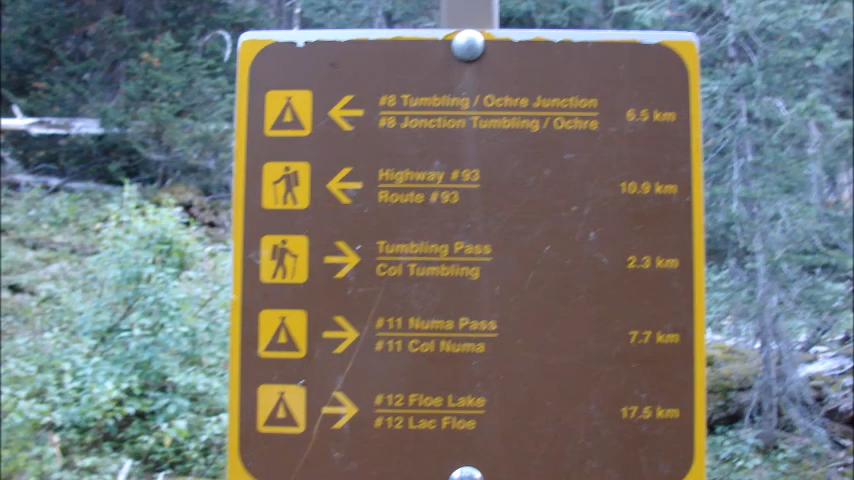 #8 Tumbling / Ochre Junction 6.5 km
#8 Jonction Tumbling / Ochre
Highway #93 10.9 km
Route #93
Tumbling Pass 2.3 km
Col Tumbling
#11 Numa Pass 7.7 km
#11 Col Numa
#12 Floe Lake 17.5 km
#12 Lac Floe